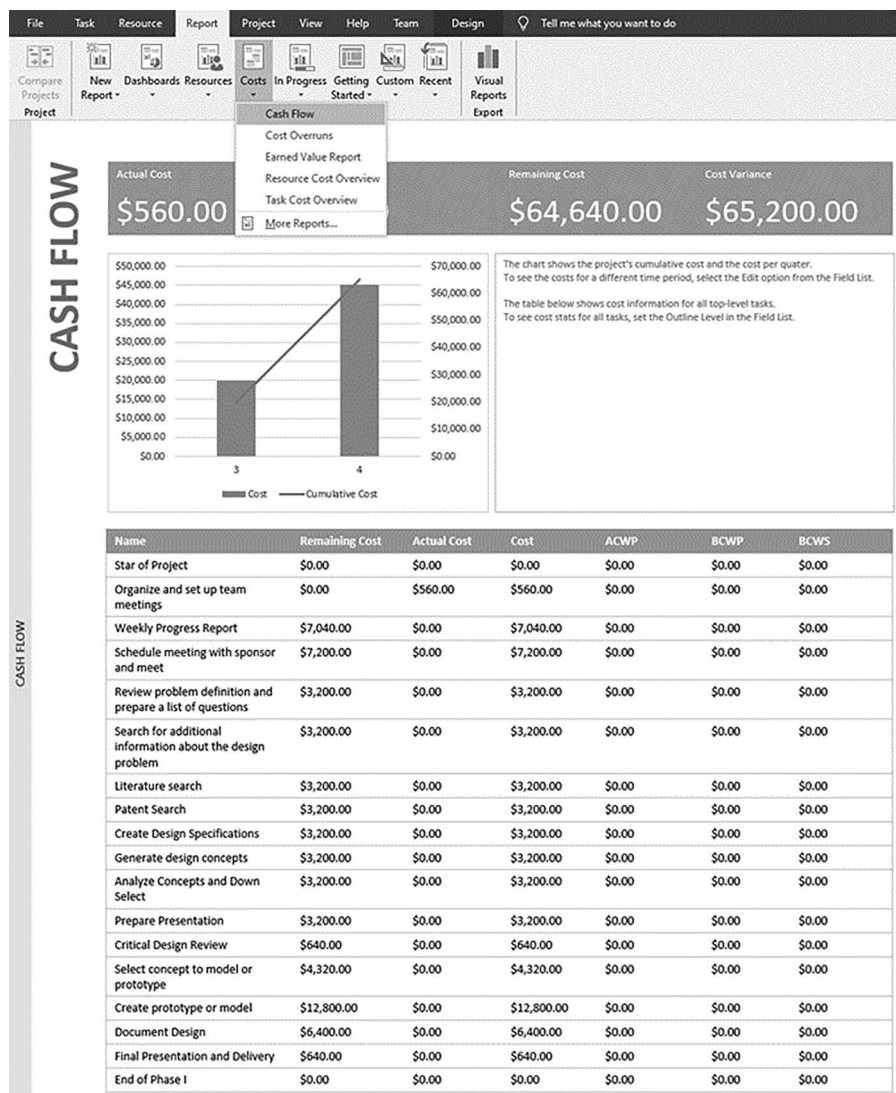 File Task Resource Report Project View Help Team Design Tell me what you want to do
Compare Projects
New Report
Dashboards
Resources
Costs
In Progress
Getting Started
Custom
Recent
Visual Reports
Project
Export
Cash Flow
Cost Overruns
Earned Value Report
Resource Cost Overview
Task Cost Overview
More Reports...
CASH FLOW
CASH FLOW
Actual Cost Remaining Cost Cost Variance
$560.00 $64,640.00 $65,200.00
$50,000.00 $70,000.00
$45,000.00
$40,000.00 $60,000.00
$35,000.00 $50,000.00
$30,000.00 $40,000.00
$25,000.00
$20,000.00 $30,000.00
$15,000.00 $20,000.00
$10,000.00 $10,000.00
$5,000.00
$0.00 $0.00
3 4
Cost Cumulative Cost
The chart shows the project's cumulative cost and the cost per quater.
To see the costs for a different time period, select the Edit option from the Field List.
The table below shows cost information for all top-level tasks.
To see cost stats for all tasks, set the Outline Level in the Field List.
Name Remaining Cost Actual Cost Cost ACWP BCWP BCWS
Star of Project $0.00 $0.00 $0.00 $0.00 $0.00 $0.00
Organize and set up team $0.00 $560.00 $560.00 $0.00 $0.00 $0.00
meetings
Weekly Progress Report $7,040.00 $0.00 $7,040.00 $0.00 $0.00 $0.00
Schedule meeting with sponsor $7,200.00 $0.00 $7,200.00 $0.00 $0.00 $0.00
and meet
Review problem definition and $3,200.00 $0.00 $3,200.00 $0.00 $0.00 $0.00
prepare a list of questions
Search for additional $3,200.00 $0.00 $3,200.00 $0.00 $0.00 $0.00
information about the design
problem
Literature search $3,200.00 $0.00 $3,200.00 $0.00 $0.00 $0.00
Patent Search $3,200.00 $0.00 $3,200.00 $0.00 $0.00 $0.00
Create Design Specifications $3,200.00 $0.00 $3,200.00 $0.00 $0.00 $0.00
Generate design concepts $3,200.00 $0.00 $3,200.00 $0.00 $0.00 $0.00
Analyze Concepts and Down $3,200.00 $0.00 $3,200.00 $0.00 $0.00 $0.00
Select
Prepare Presentation $3,200.00 $0.00 $3,200.00 $0.00 $0.00 $0.00
Critical Design Review $640.00 $0.00 $640.00 $0.00 $0.00 $0.00
Select concept to model or $4,320.00 $0.00 $4,320.00 $0.00 $0.00 $0.00
prototype
Create prototype or model $12,800.00 $0.00 $12,800.00 $0.00 $0.00 $0.00
Document Design $6,400.00 $0.00 $6,400.00 $0.00 $0.00 $0.00
Final Presentation and Delivery $640.00 $0.00 $640.00 $0.00 $0.00 $0.00
End of Phase I $0.00 $0.00 $0.00 $0.00 $0.00 $0.00